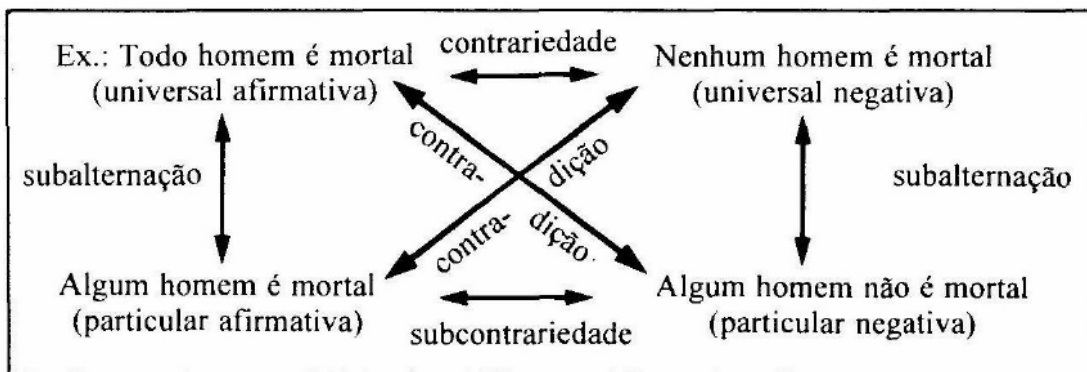 Ex.: Todo homem é mortal
(universal afirmativa)
contrariedade
Nenhum homem é mortal
(universal negativa)
subalternação
contra-
dição
subalternação
contra-
dição
Algum homem é mortal
(particular afirmativa)
subcontrariedade
Algum homem não é mortal
(particular negativa)